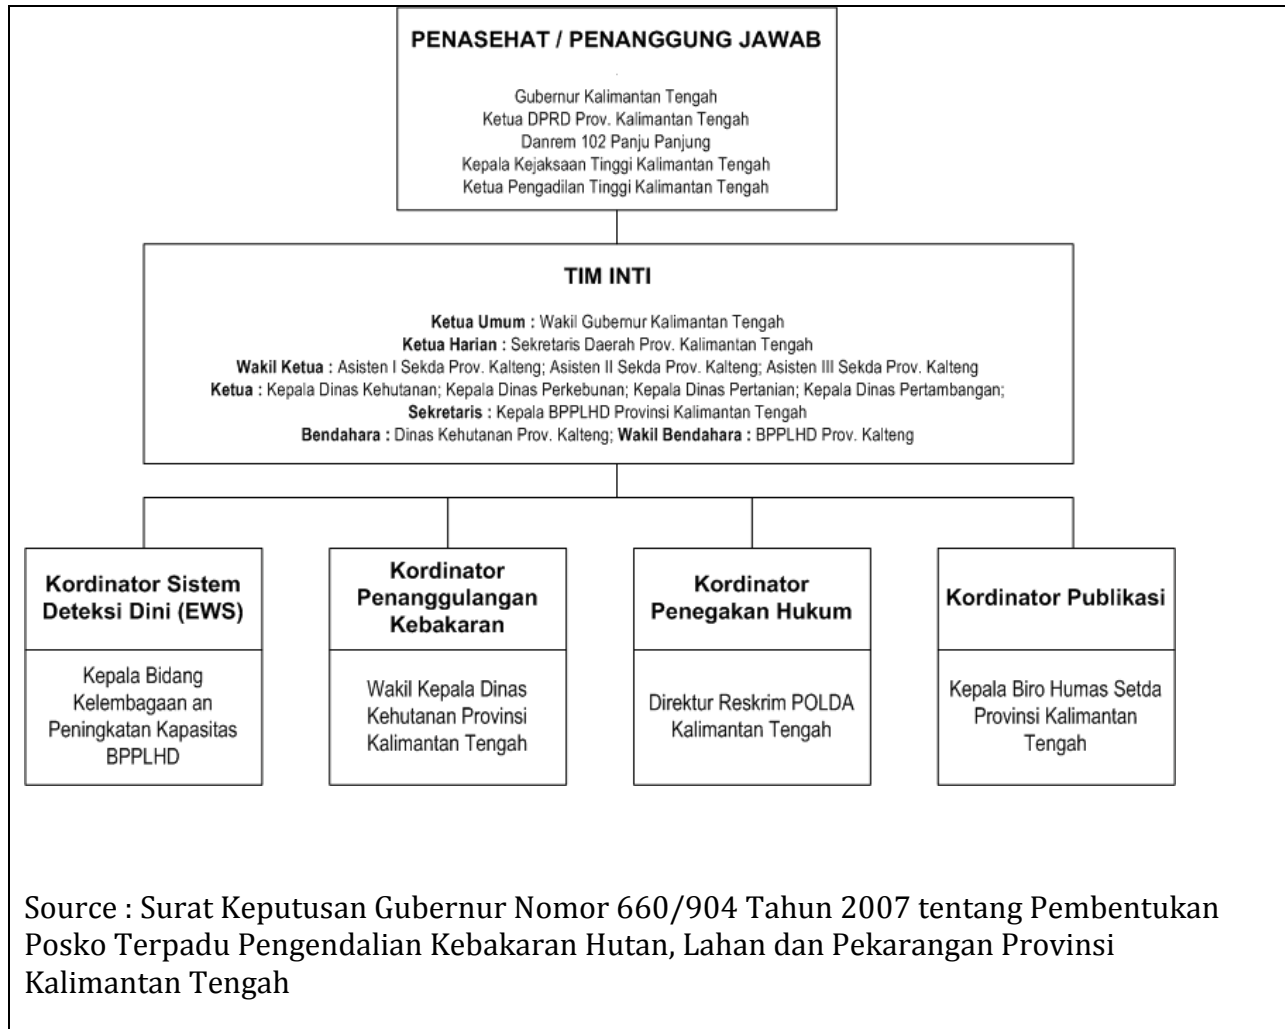 PENASEHAT / PENANGGUNG JAWAB
Gubernur Kalimantan Tengah
Ketua DPRD Prov. Kalimantan Tengah
Danrem 102 Panju Panjung
Kepala Kejaksaan Tinggi Kalimantan Tengah
Ketua Pengadilan Tinggi Kalimantan Tengah
TIM INTI
Ketua Umum : Wakil Gubernur Kalimantan Tengah
Ketua Harian : Sekretaris Daerah Prov. Kalimantan Tengah
Wakil Ketua : Asisten I Sekda Prov. Kalteng; Asisten II Sekda Prov. Kalteng; Asisten III Sekda Prov. Kalteng
Ketua : Kepala Dinas Kehutanan; Kepala Dinas Perkebunan; Kepala Dinas Pertanian; Kepala Dinas Pertambangan;
Sekretaris : Kepala BPPLHD Provinsi Kalimantan Tengah
Bendahara : Dinas Kehutanan Prov. Kalteng; Wakil Bendahara : BPPLHD Prov. Kalteng
Kordinator Sistem
Deteksi Dini (EWS)
Kepala Bidang
Kelembagaan an
Peningkatan Kapasitas
BPPLHD
Kordinator
Penanggulangan
Kebakaran
Wakil Kepala Dinas
Kehutanan Provinsi
Kalimantan Tengah
Kordinator
Penegakan Hukum
Direktur Reskrim POLDA
Kalimantan Tengah
Kordinator Publikasi
Kepala Biro Humas Setda
Provinsi Kalimantan
Tengah
Source : Surat Keputusan Gubernur Nomor 660/904 Tahun 2007 tentang Pembentukan
Posko Terpadu Pengendalian Kebakaran Hutan, Lahan dan Pekarangan Provinsi
Kalimantan Tengah